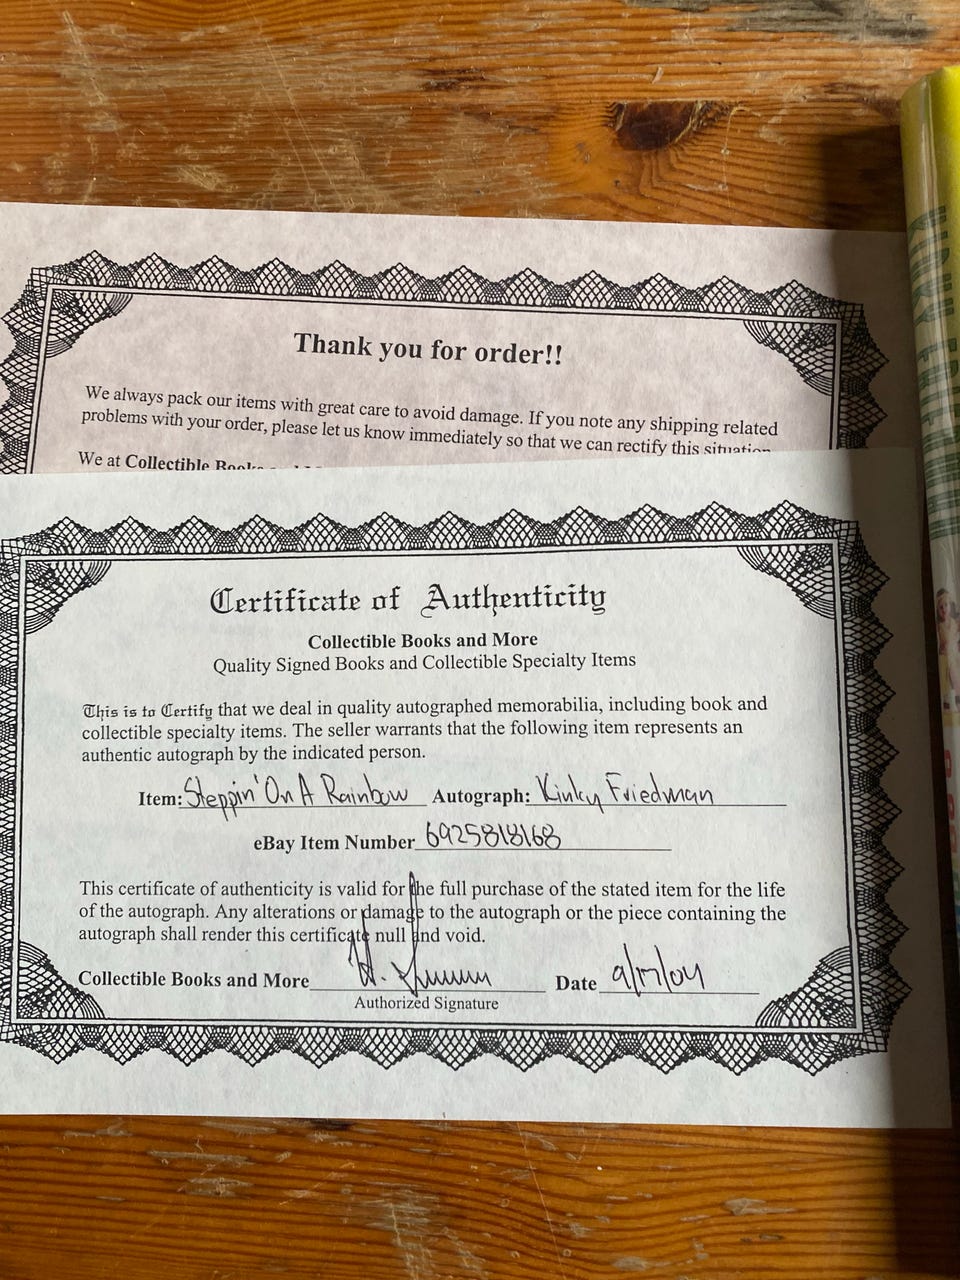 Thank you for order!!
We always pack our items with great care to avoid damage. If you note any shipping related
problems with your order, please let us know immediately so that we can rectify this situation
We at Collectible Books
Certificate of Authenticity
Collectible Books and More
Quality Signed Books and Collectible Specialty Items
This is to Certify that we deal in quality autographed memorabilia, including book and
collectible specialty items. The seller warrants that the following item represents an
authentic autograph by the indicated person.
Item: Steppin' On A Rainbow Autograph: Kinky Friedman
eBay Item Number 6925818168
This certificate of authenticity is valid for the full purchase of the stated item for the life
of the autograph. Any alterations or damage to the autograph or the piece containing the
autograph shall render this certificate null and void.
Collectible Books and More Date 9/17/04
Authorized Signature